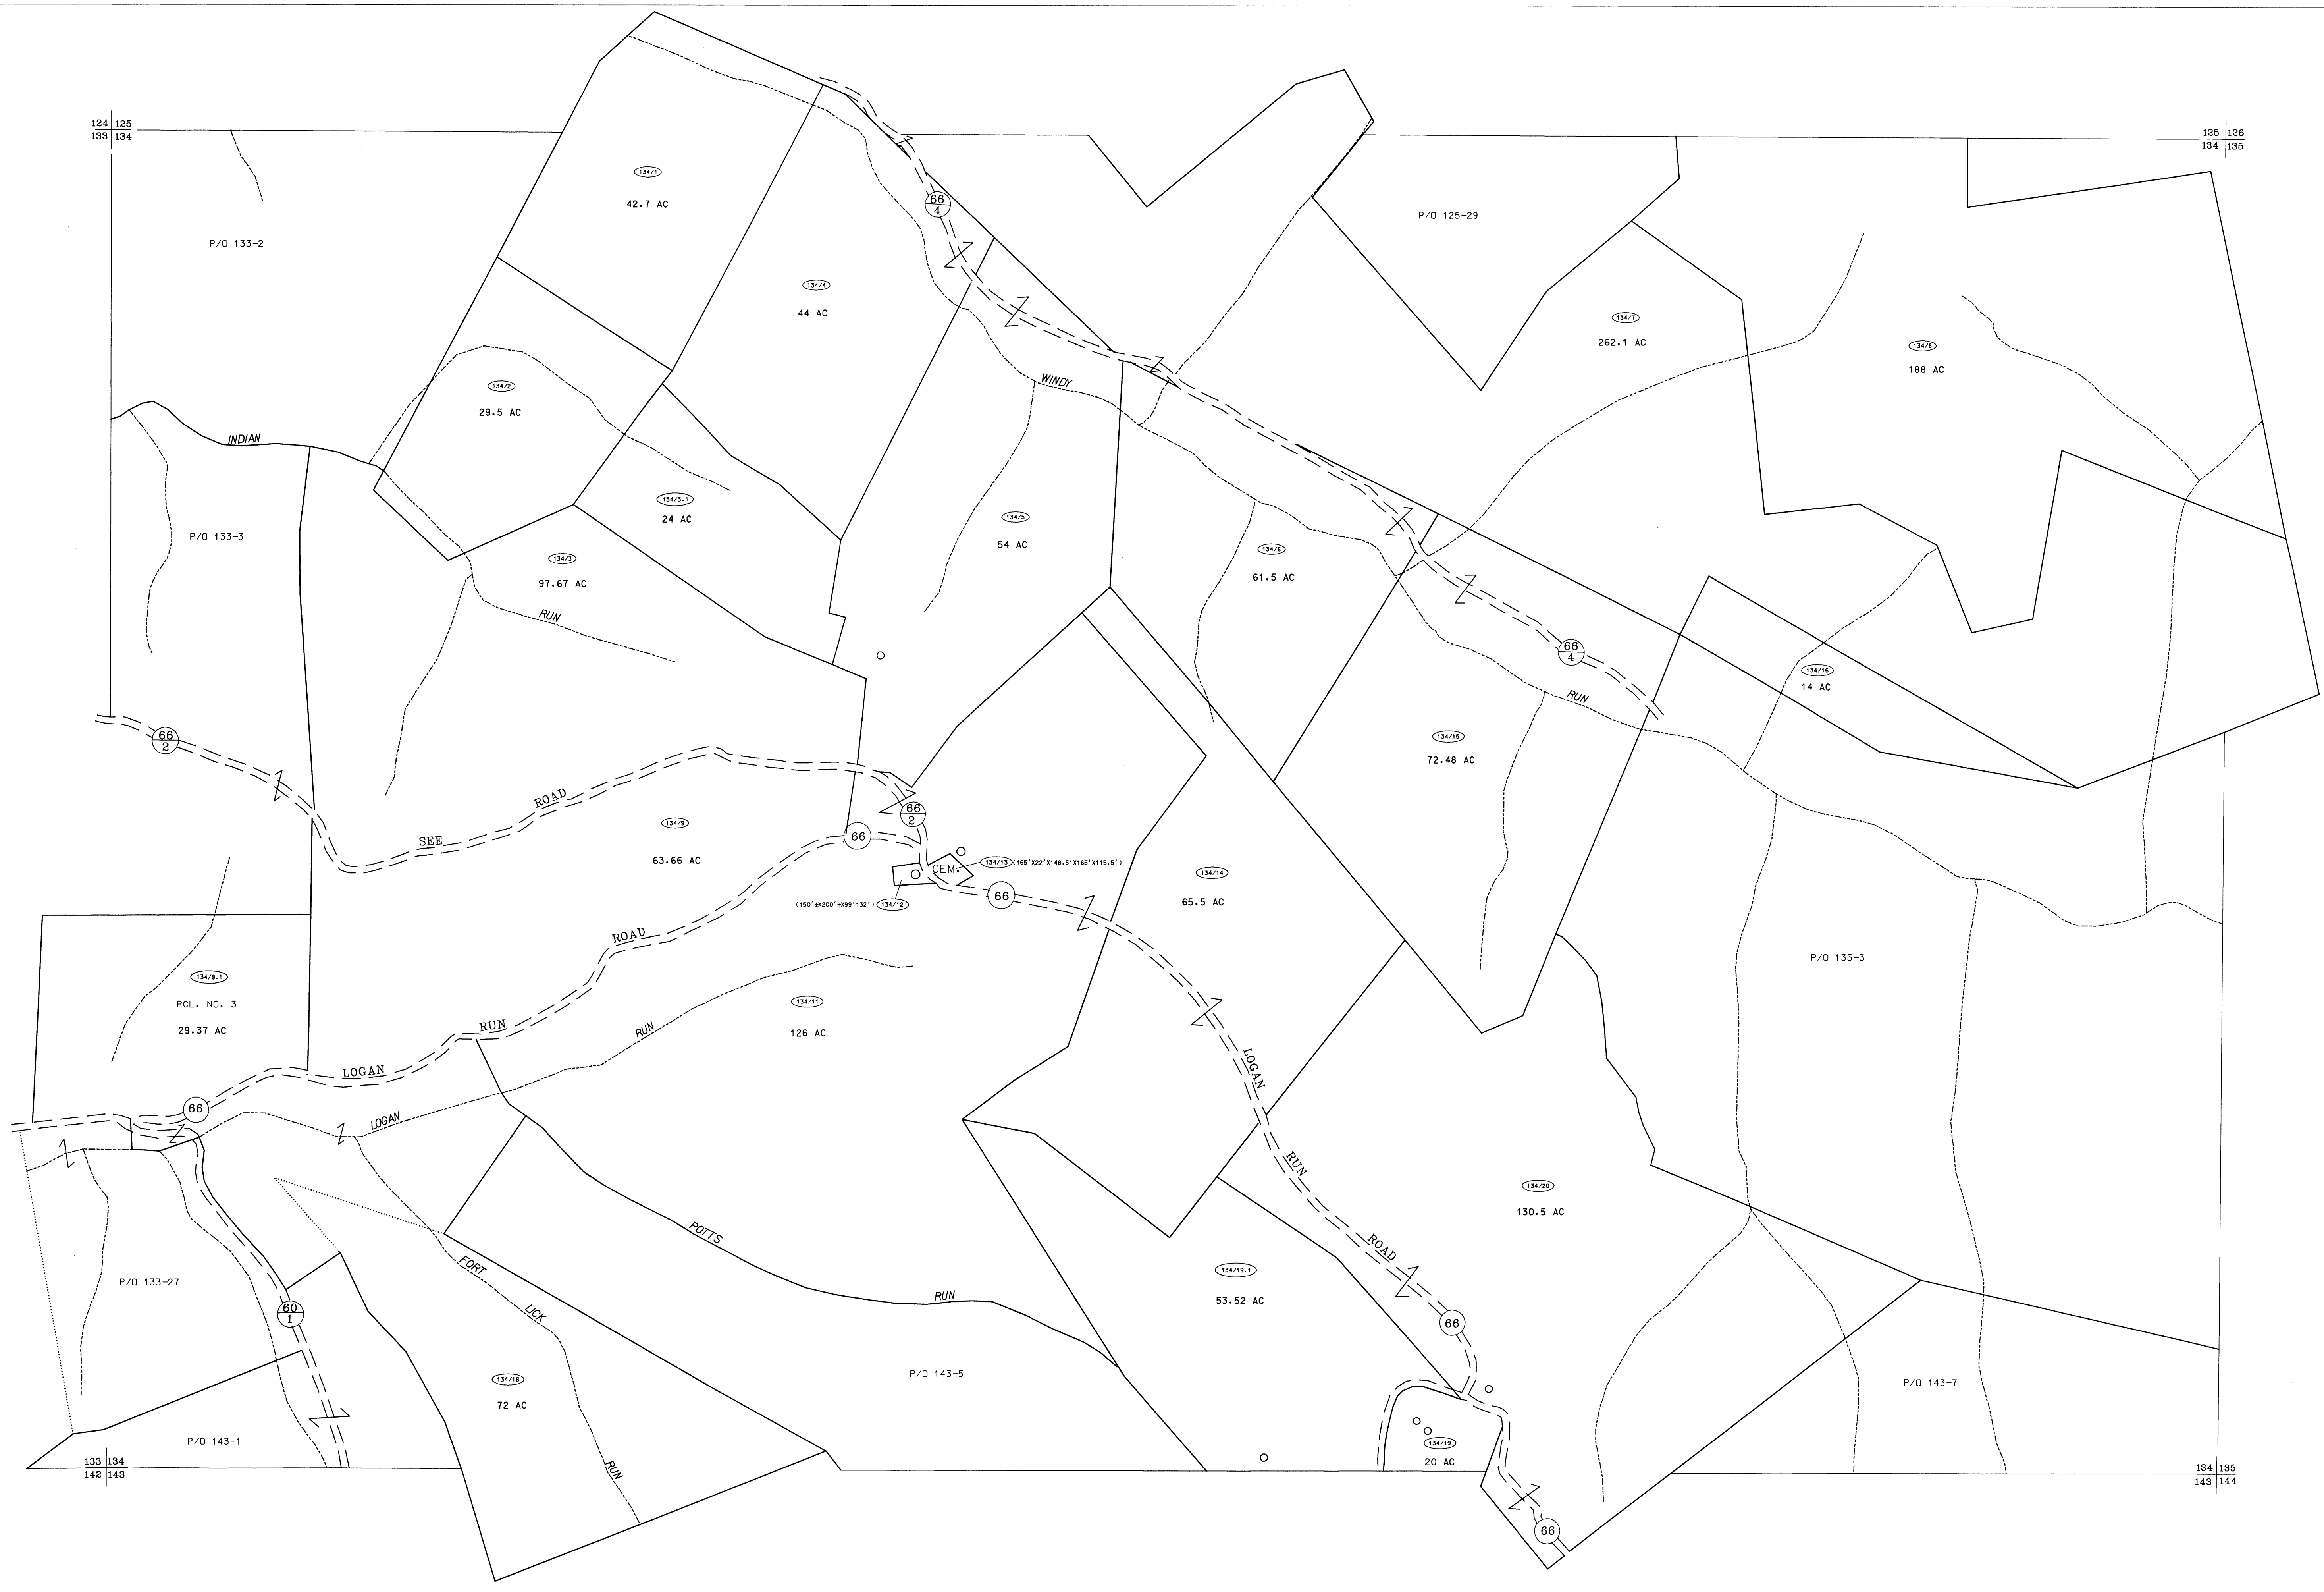 124 125
133 134
125 126
134 135
134/1
42.7 AC
66
4
P/O 125-29
P/O 133-2
134/4
44 AC
134/7
262.1 AC
134/8
188 AC
WINDY
134/2
29.5 AC
INDIAN
134/3.1
24 AC
134/5
54 AC
P/O 133-3
134/3
97.67 AC
134/6
61.5 AC
RUN
66
4
134/16
14 AC
RUN
66
2
134/15
72.48 AC
ROAD
SEE
66
2
134/9
63.66 AC
66
CEM.
134/13 (165'X22'X148.5'X165'X115.5')
134/14
65.5 AC
66
(150'±X200'±X99'132') 134/12
ROAD
P/O 135-3
134/9.1
PCL. NO. 3
29.37 AC
134/11
126 AC
RUN
RUN
LOGAN
LOGAN
66
LOGAN
RUN
134/20
130.5 AC
POTTS
ROAD
FORT
134/19.1
53.52 AC
P/O 133-27
RUN
60
1
LICK
66
P/O 143-5
134/18
72 AC
P/O 143-7
P/O 143-1
134/19
20 AC
133 134
142 143
RUN
134 135
143 144
66